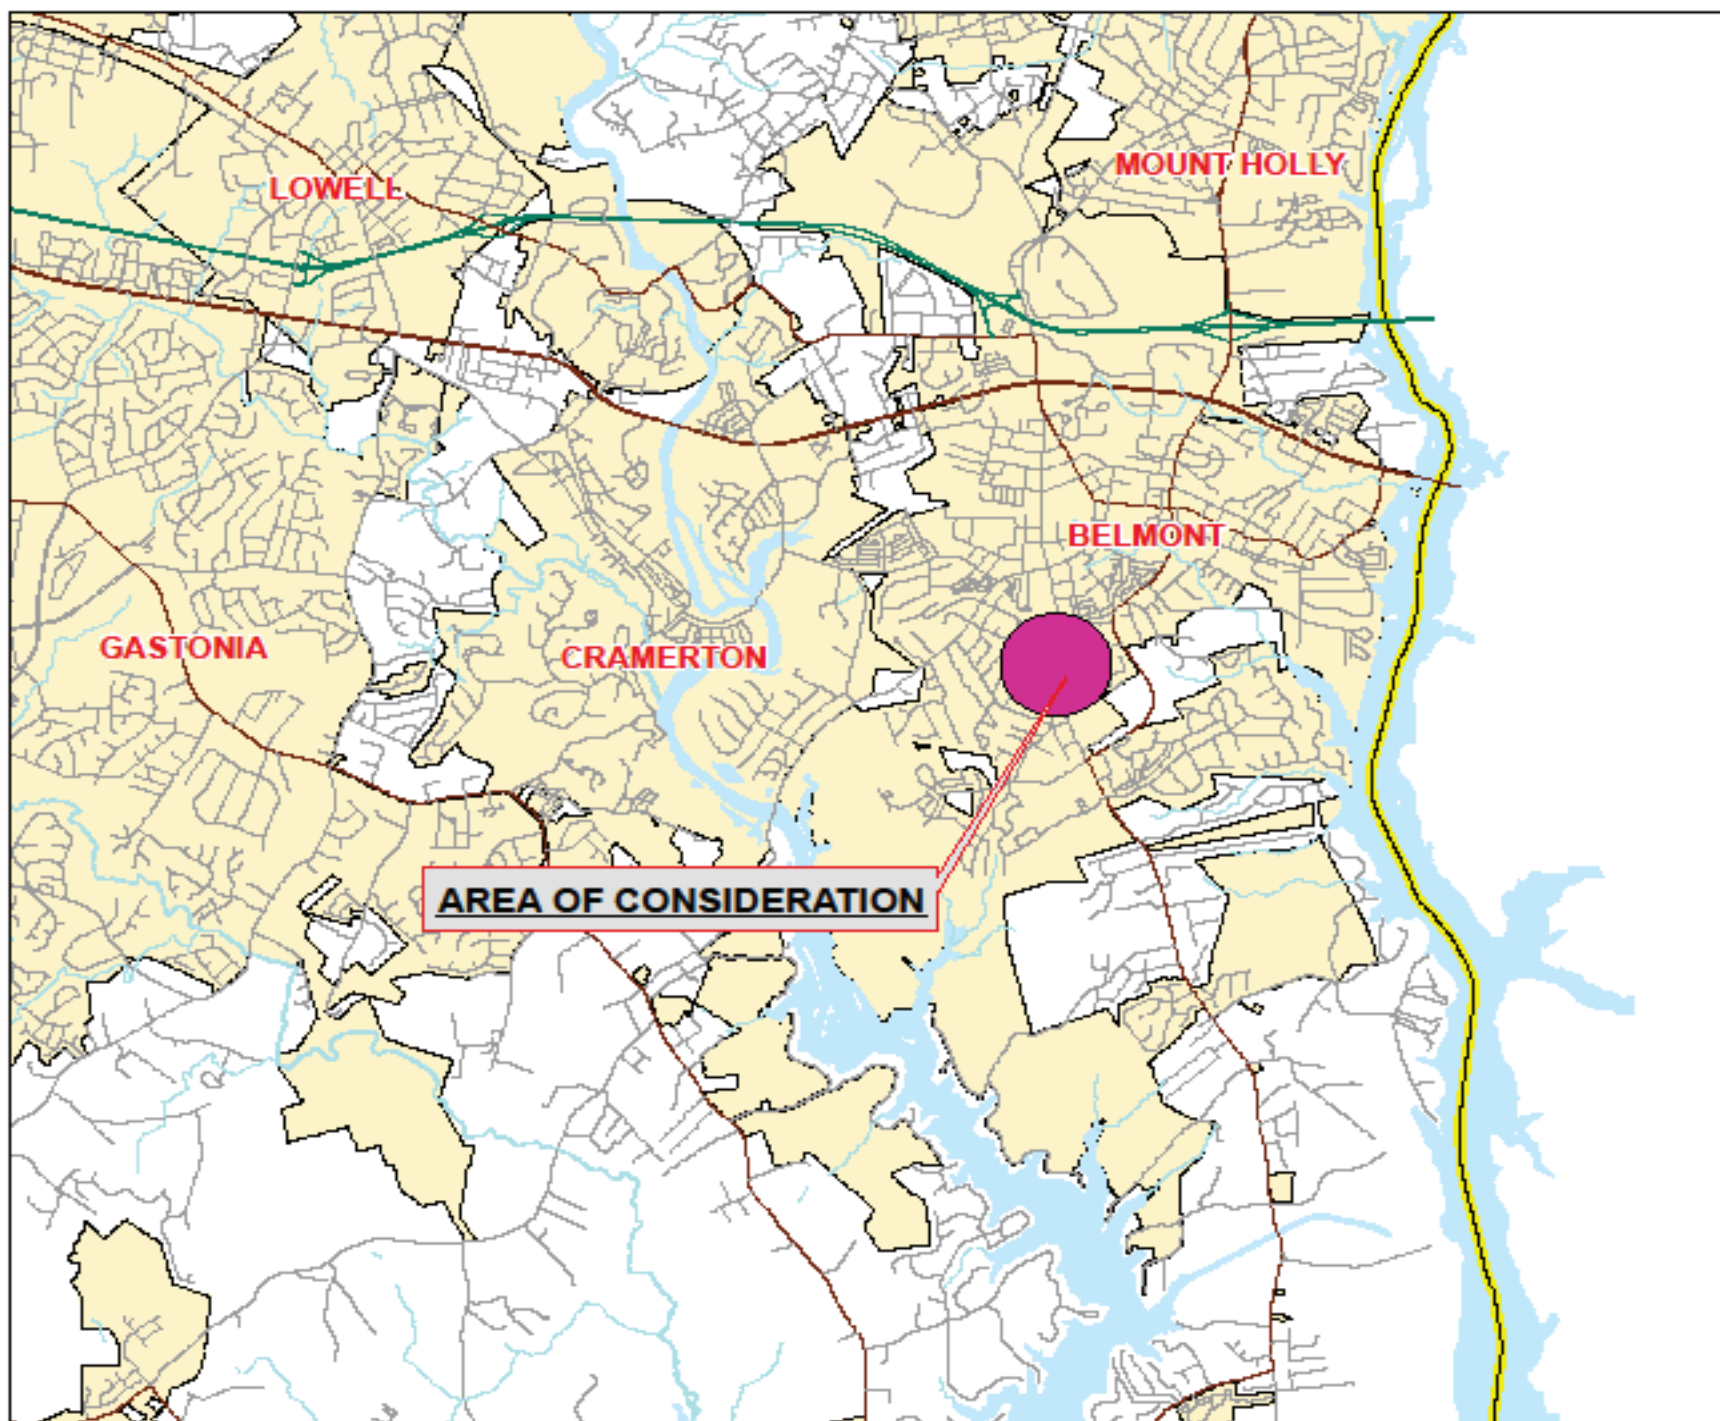 MOUNT HOLLY
LOWELL
BELMONT
GASTONIA
CRAMERTON
AREA OF CONSIDERATION